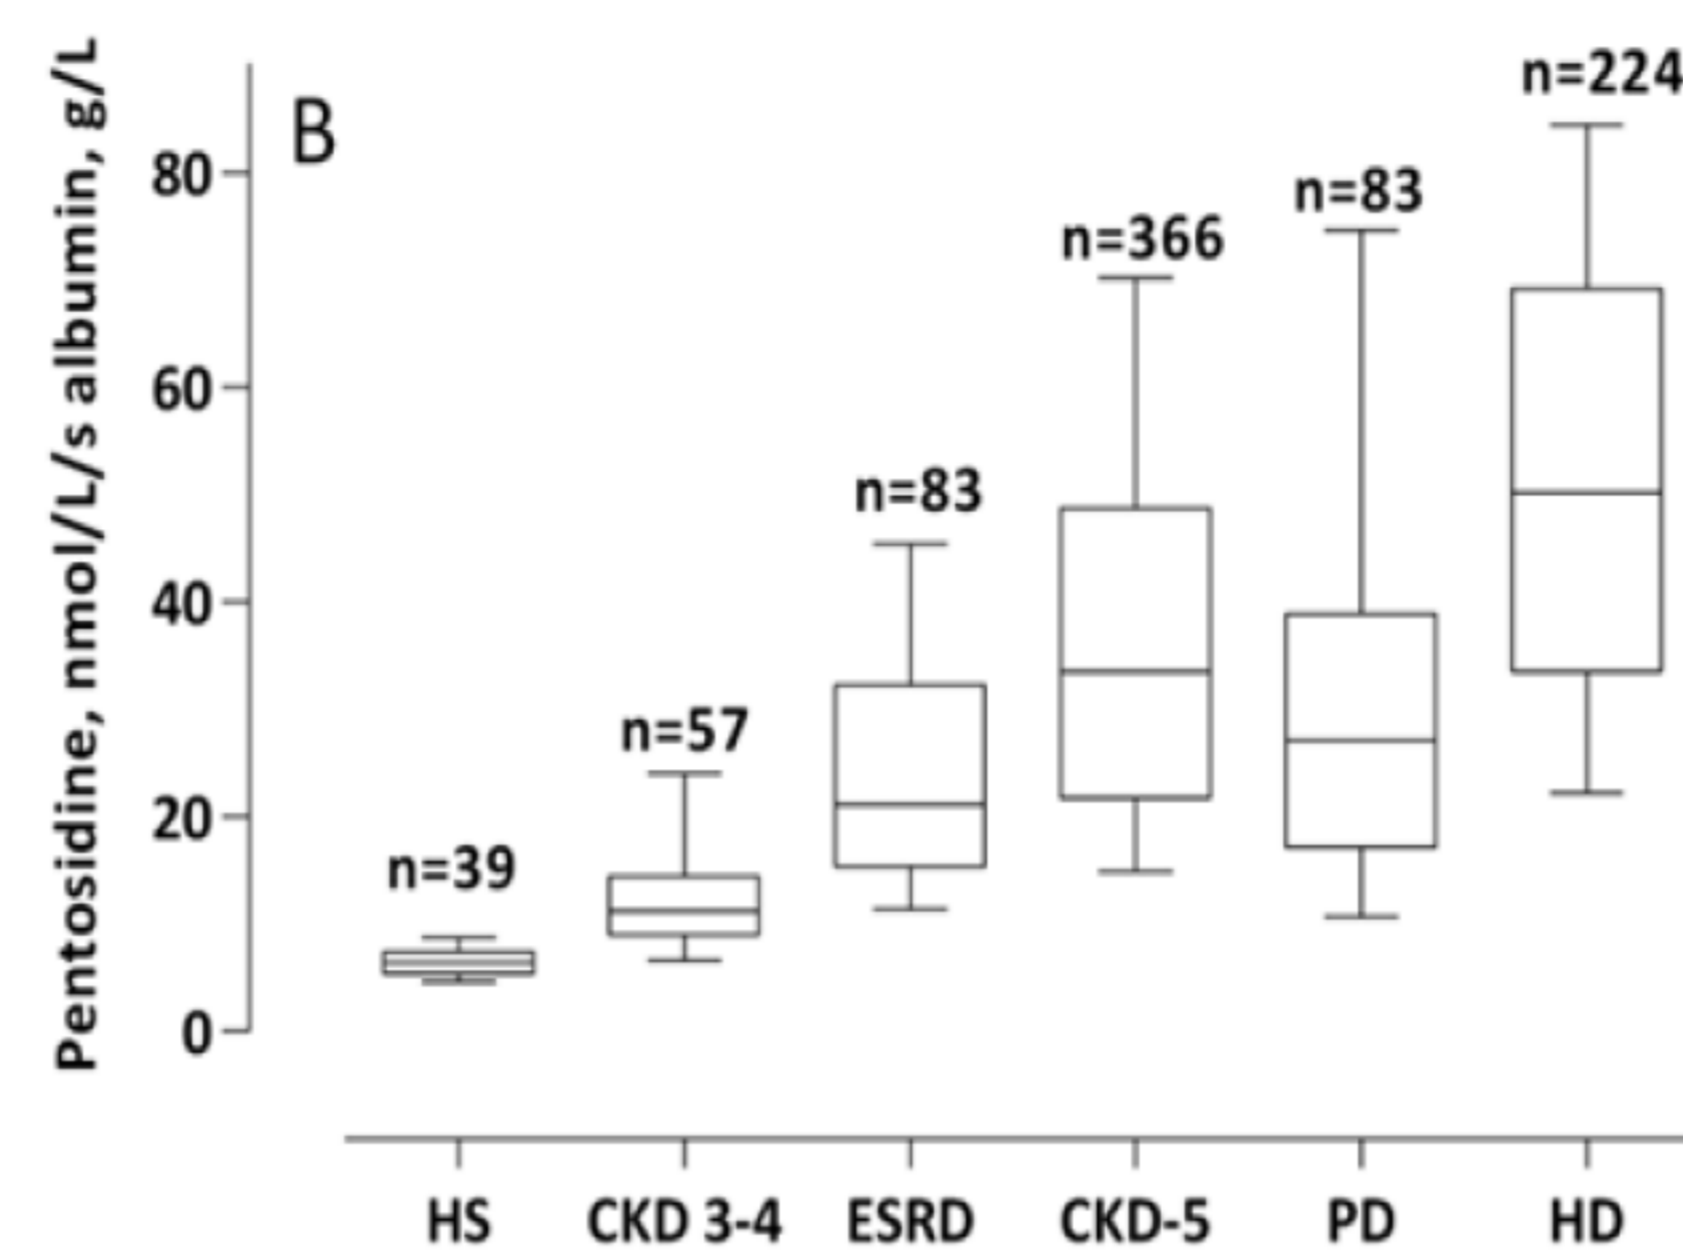 Pentosidine, nmol/L/s albumin, g/L
B
80
60
40
20
0
n=39
n=57
n=83
n=366
n=83
n=224
HS CKD 3-4 ESRD CKD-5 PD HD